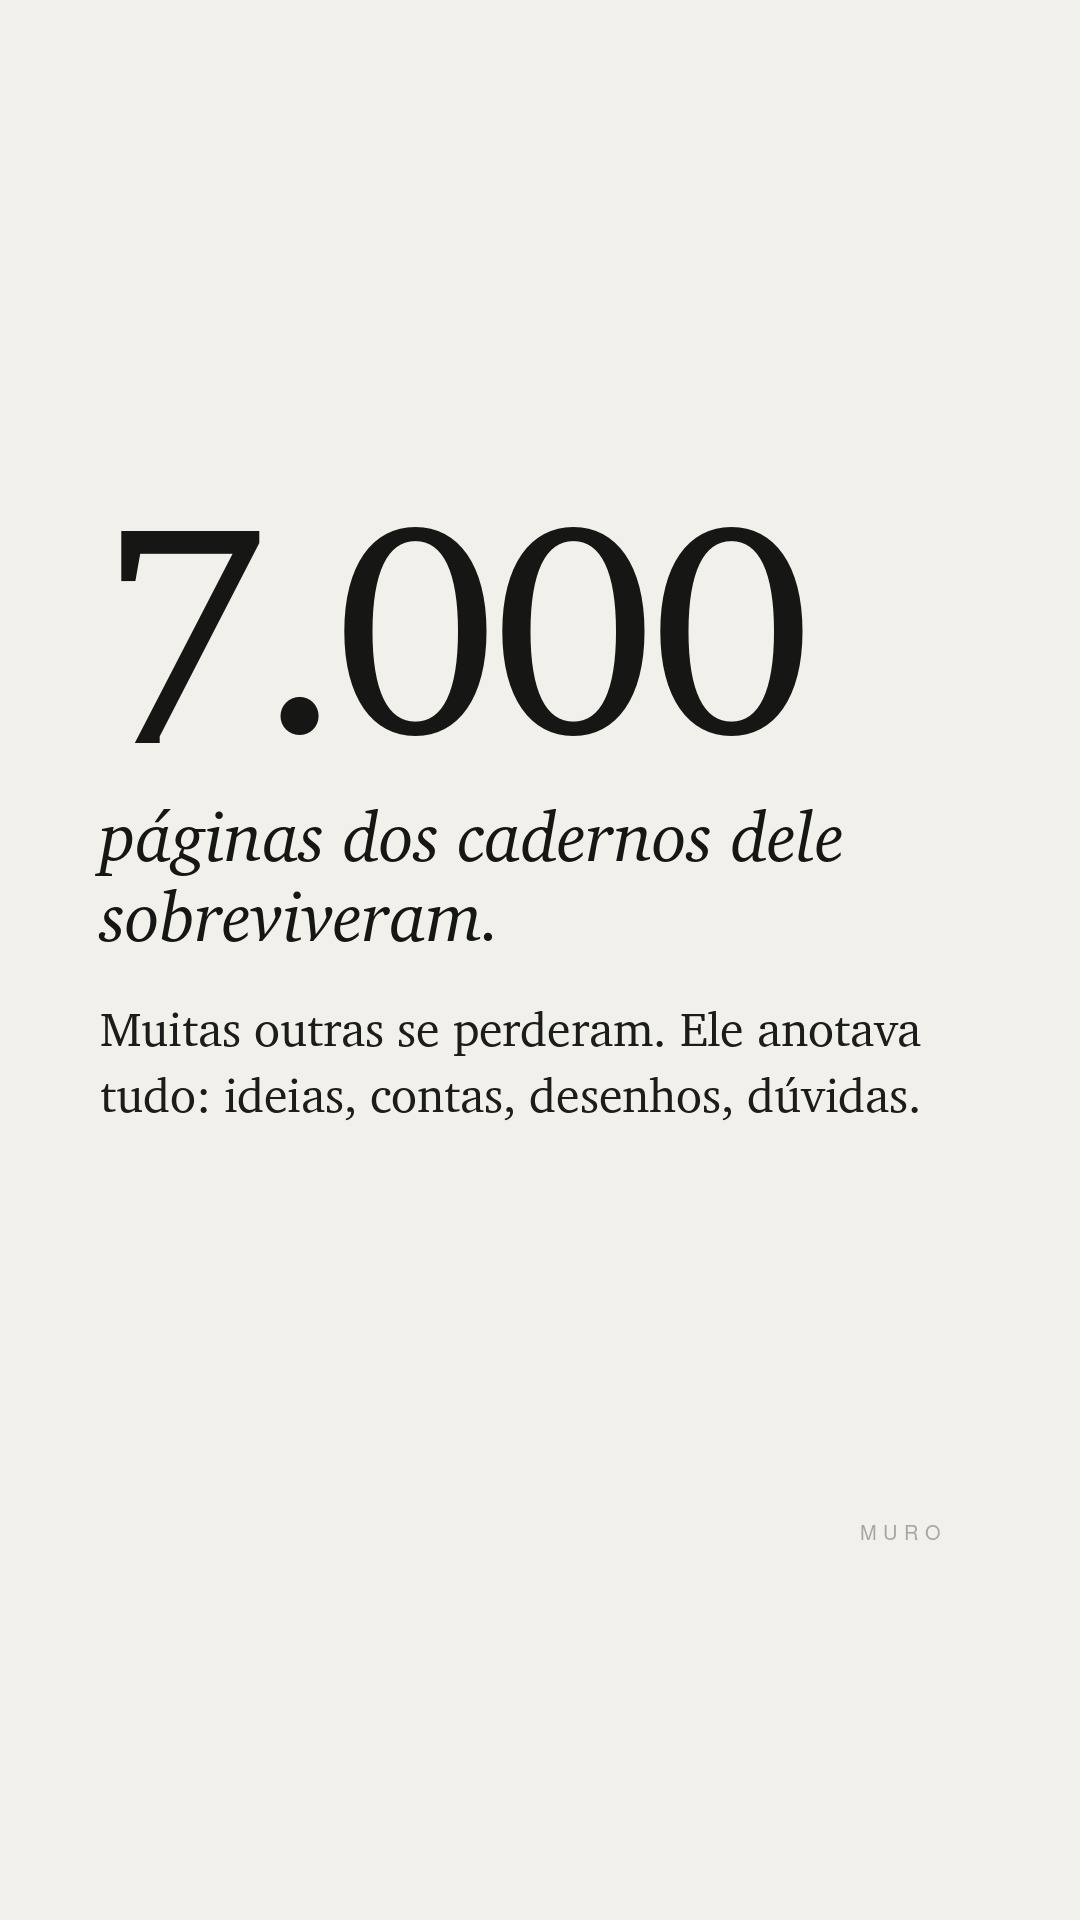 7.000
páginas dos cadernos dele
sobreviveram.
Muitas outras se perderam. Ele anotava
tudo: ideias, contas, desenhos, dúvidas.
MURO